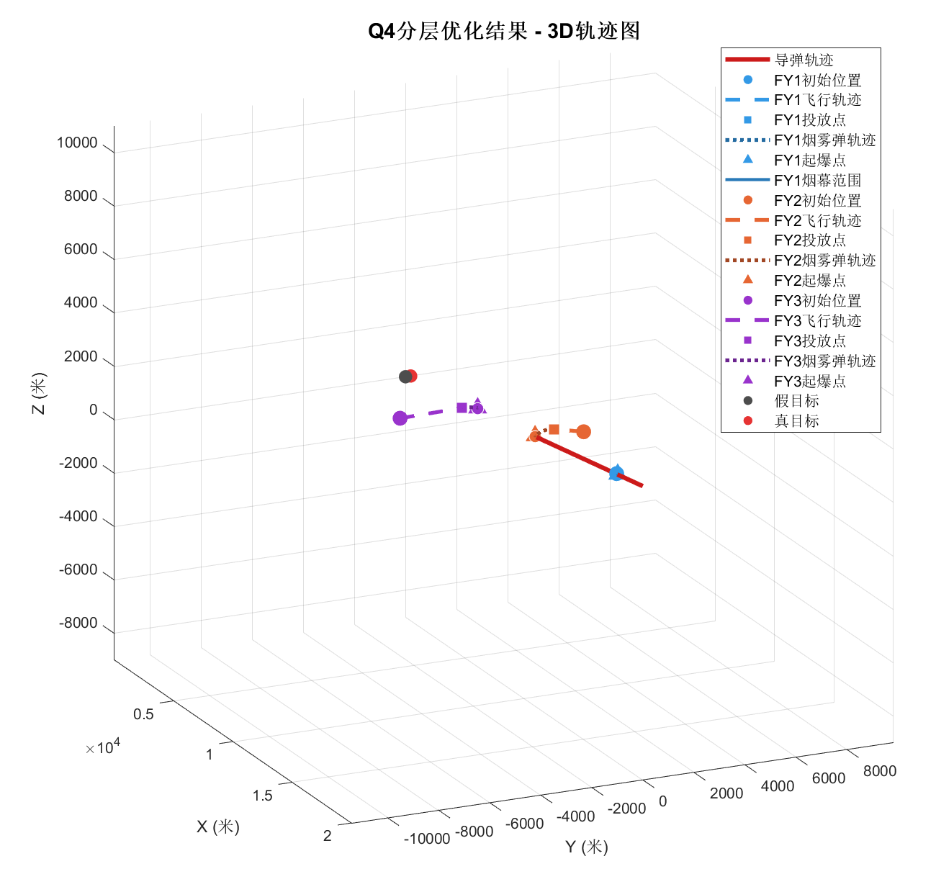 Q4分层优化结果 - 3D轨迹图
导弹轨迹
FY1初始位置
FY1飞行轨迹
FY1投放点
FY1烟雾弹轨迹
FY1起爆点
FY1烟幕范围
FY2初始位置
FY2飞行轨迹
FY2投放点
FY2烟雾弹轨迹
FY2起爆点
FY3初始位置
FY3飞行轨迹
FY3投放点
FY3烟雾弹轨迹
FY3起爆点
假目标
真目标
10000
8000
6000
4000
2000
0
-2000
-4000
-6000
-8000
Z (米)
0.5
1
1.5
2
×10^4
X (米)
-10000
-8000
-6000
-4000
-2000
0
2000
4000
6000
8000
Y (米)